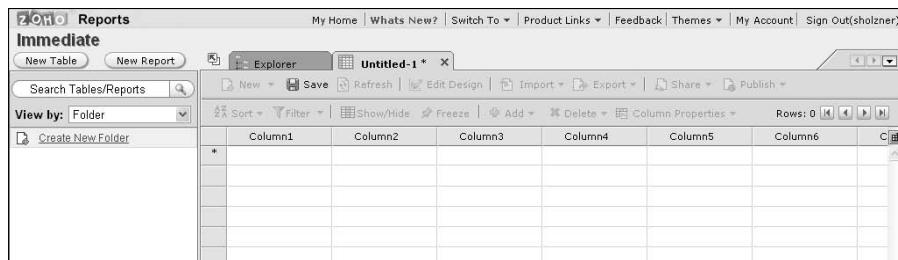 ZOHO Reports My Home Whats New? Switch To Product Links Feedback Themes My Account Sign Out(sholzner)
Immediate
New Table New Report Explorer Untitled-1 * X
New Save Refresh Edit Design Import Export Share Publish
Search Tables/Reports
View by: Folder Sort Filter Show/Hide Freeze Add Delete Column Properties Rows: 0
Create New Folder Column1 Column2 Column3 Column4 Column5 Column6 C
*